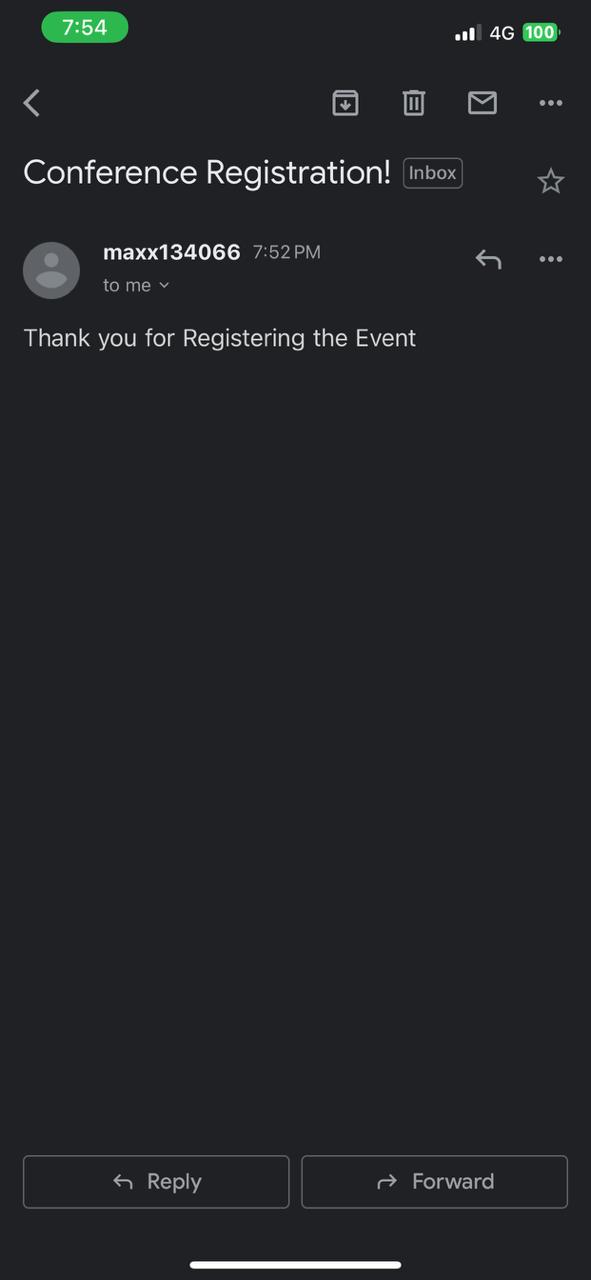 7:54
4G 100
Conference Registration! Inbox
maxx134066 7:52 PM
to me
Thank you for Registering the Event
Reply
Forward